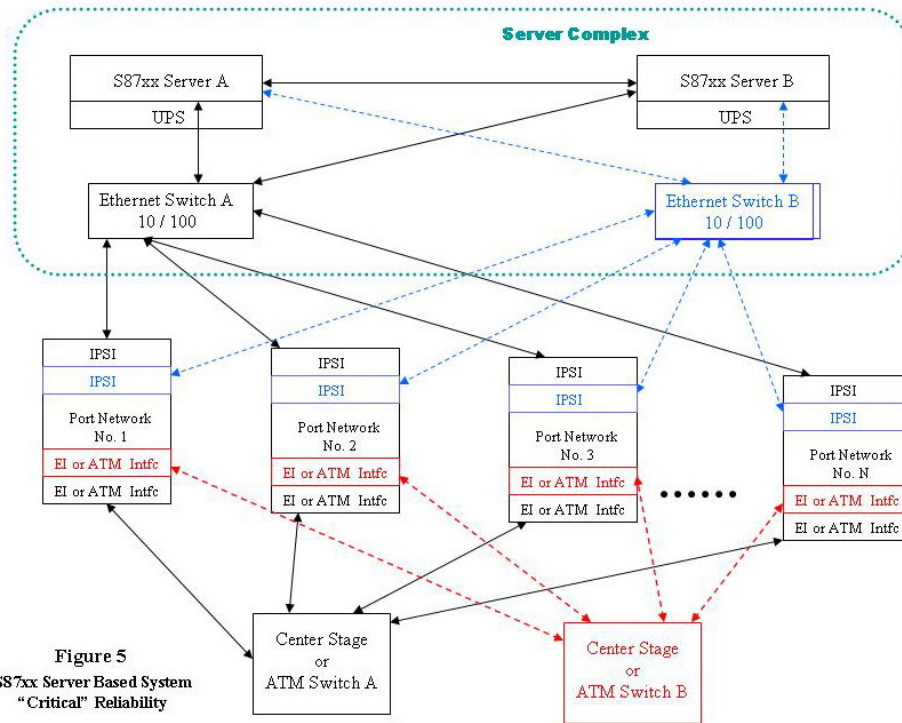 Server Complex
S87xx Server A
UPS
S87xx Server B
UPS
Ethernet Switch A
10 / 100
Ethernet Switch B
10 / 100
IPSI
IPSI
Port Network
No. 1
EI or ATM Intfc
EI or ATM Intfc
IPSI
IPSI
Port Network
No. 2
EI or ATM Intfc
EI or ATM Intfc
IPSI
IPSI
Port Network
No. 3
EI or ATM Intfc
EI or ATM Intfc
IPSI
IPSI
Port Network
No. N
EI or ATM Intfc
EI or ATM Intfc
Center Stage
or
ATM Switch A
Center Stage
or
ATM Switch B
Figure 5
S87xx Server Based System
“Critical” Reliability